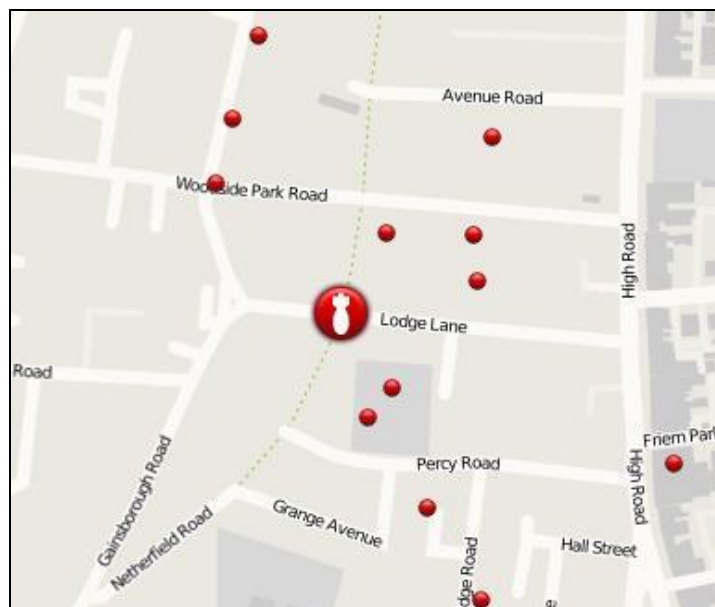 Avenue Road
Woodside Park Road
High Road
Lodge Lane
Road
Friern Park
Percy Road
High Road
Gainsborough Road
Netherfield Road
Grange Avenue
Hall Street
dge Road
e